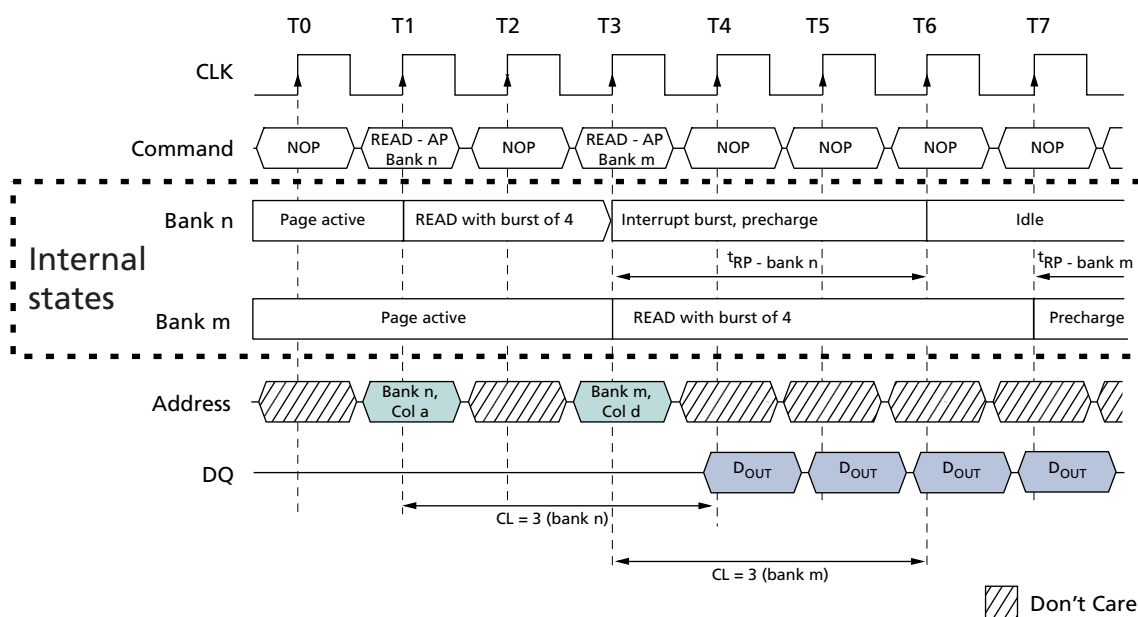 T0 T1 T2 T3 T4 T5 T6 T7
CLK
Command NOP READ - AP Bank n NOP READ - AP Bank m NOP NOP NOP NOP
Bank n Page active READ with burst of 4 Interrupt burst, precharge Idle
Internal states
tRP - bank n tRP - bank m
Bank m Page active READ with burst of 4 Precharge
Address Bank n, Col a Bank m, Col d
DQ DOUT DOUT DOUT DOUT
CL = 3 (bank n)
CL = 3 (bank m)
Don't Care